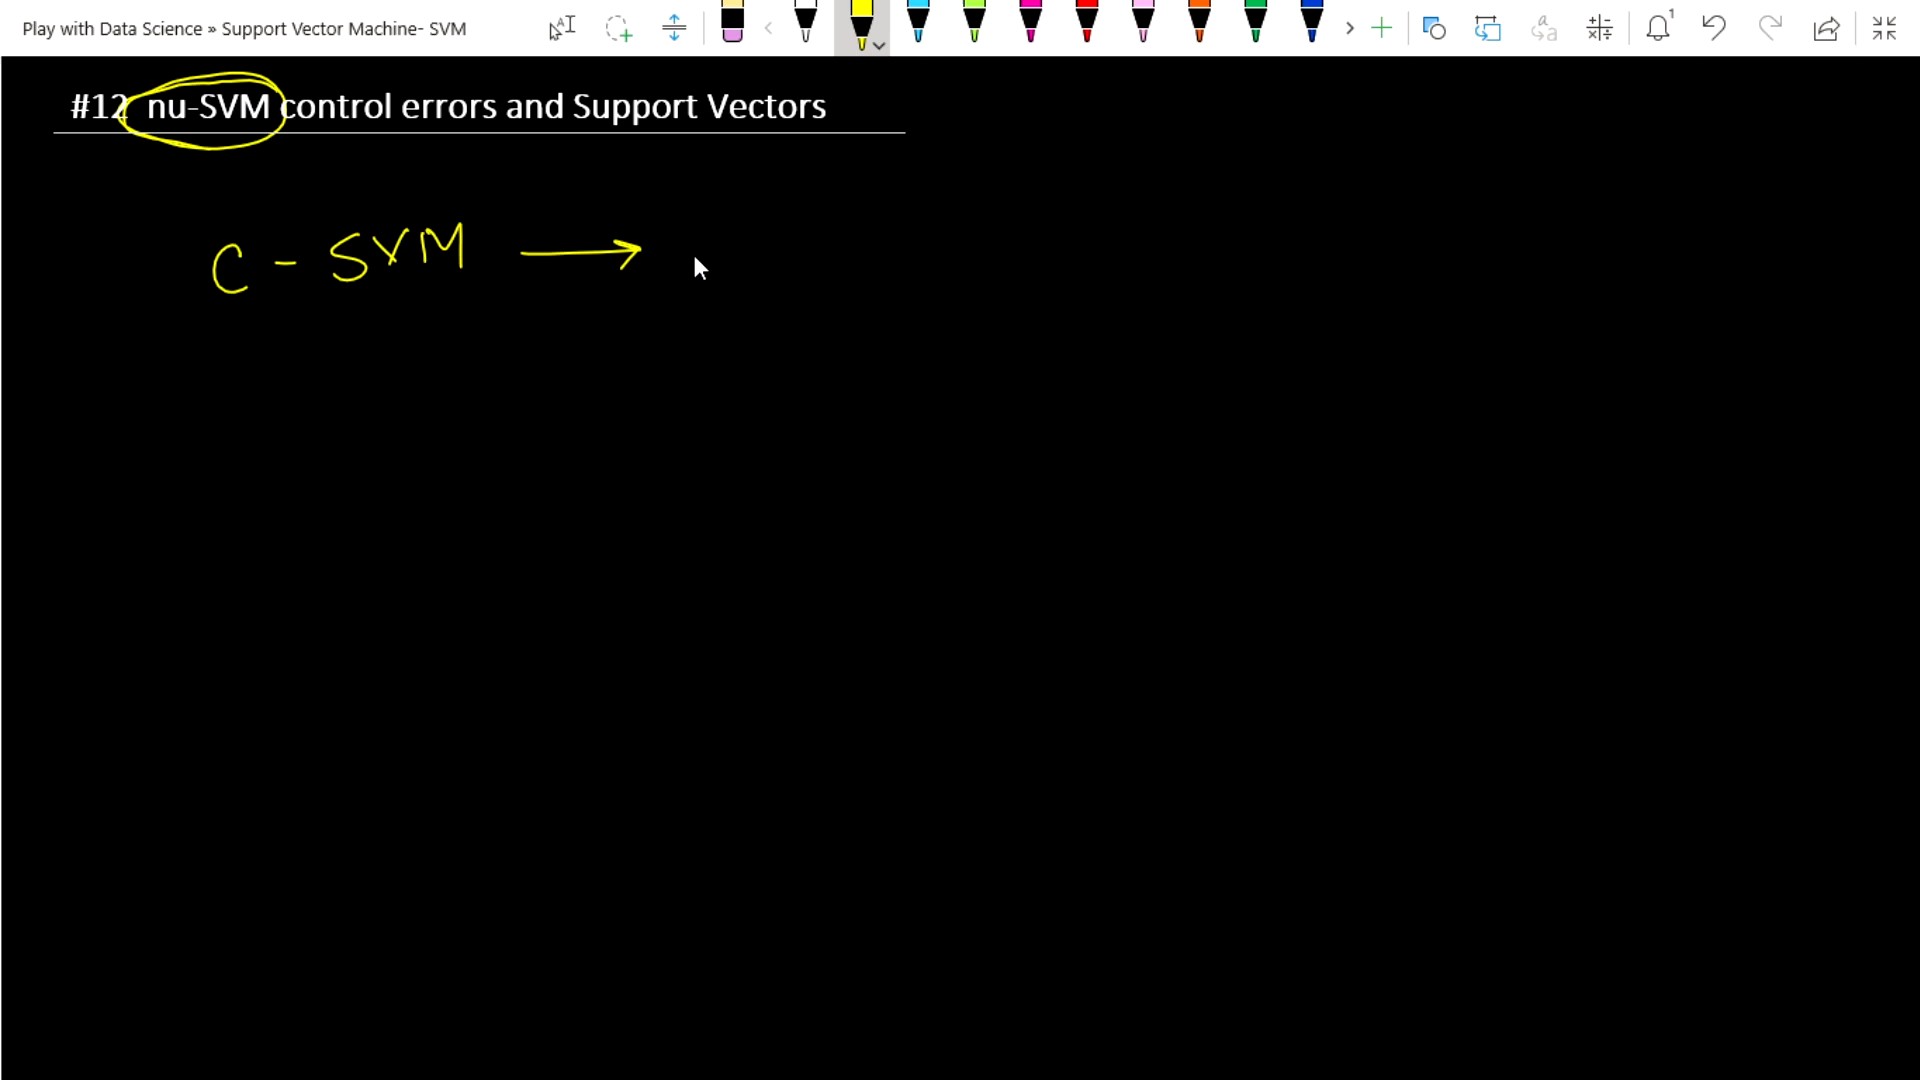 Play with Data Science » Support Vector Machine- SVM
#12 nu-SVM control errors and Support Vectors
C - SVM →